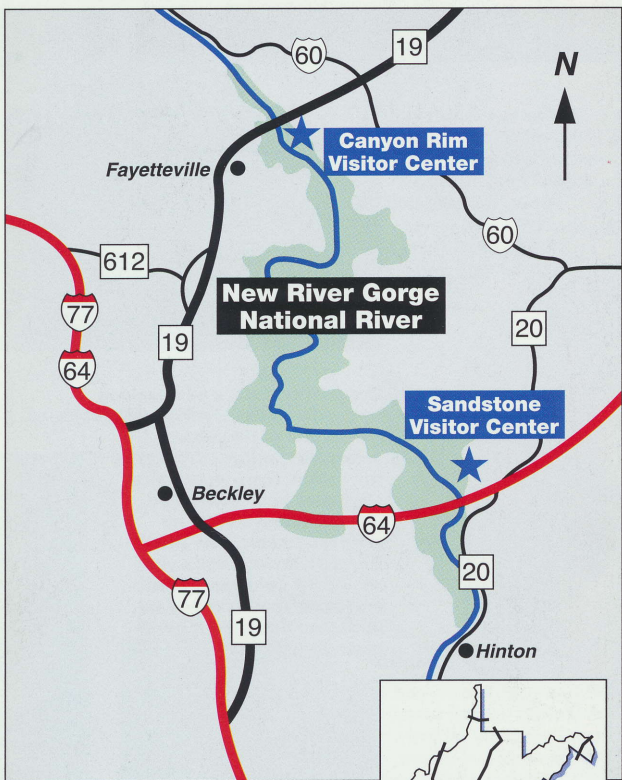 19
60
N
Canyon Rim
Visitor Center
Fayetteville
60
612
New River Gorge
National River
77
20
19
64
Sandstone
Visitor Center
Beckley
64
20
77
19
Hinton